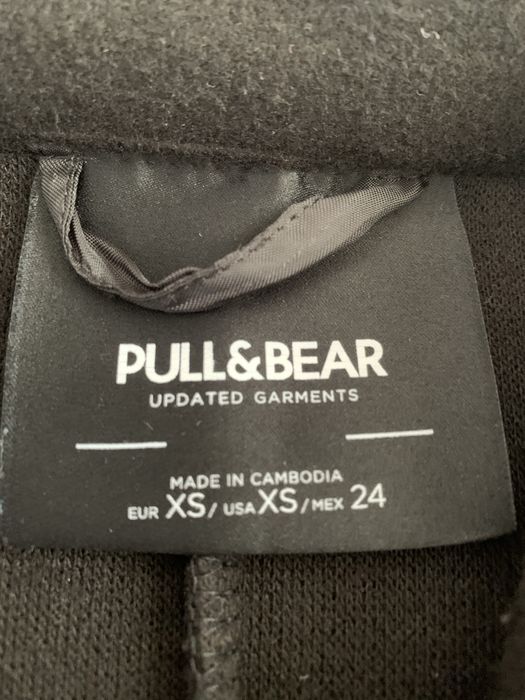 PULL&BEAR
UPDATED GARMENTS
MADE IN CAMBODIA
EUR XS / USA XS / MEX 24